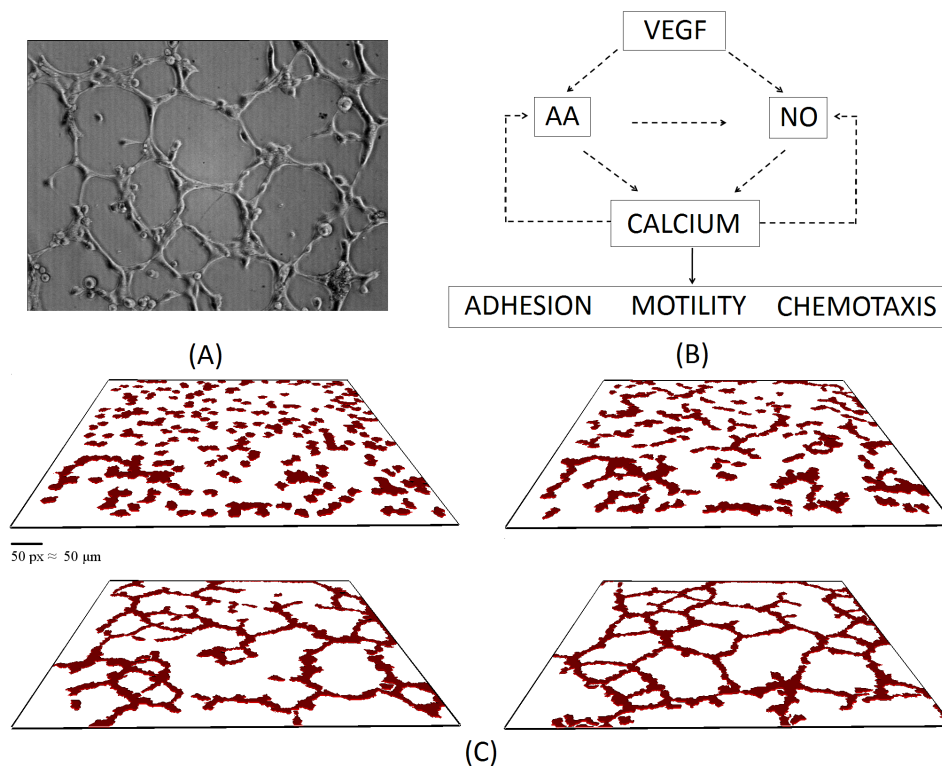 VEGF
AA
NO
CALCIUM
ADHESION MOTILITY CHEMOTAXIS
(A)
(B)
50 px ≈ 50 μm
(C)